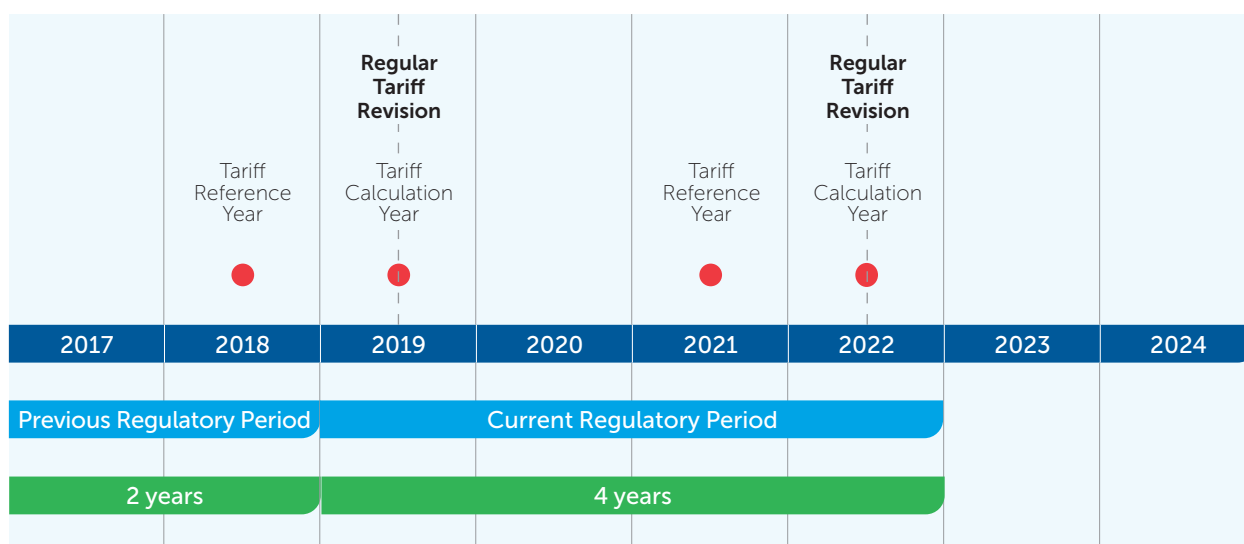 Regular
Tariff
Revision
Regular
Tariff
Revision
Tariff
Reference
Year
Tariff
Calculation
Year
Tariff
Reference
Year
Tariff
Calculation
Year
2017 2018 2019 2020 2021 2022 2023 2024
Previous Regulatory Period Current Regulatory Period
2 years 4 years